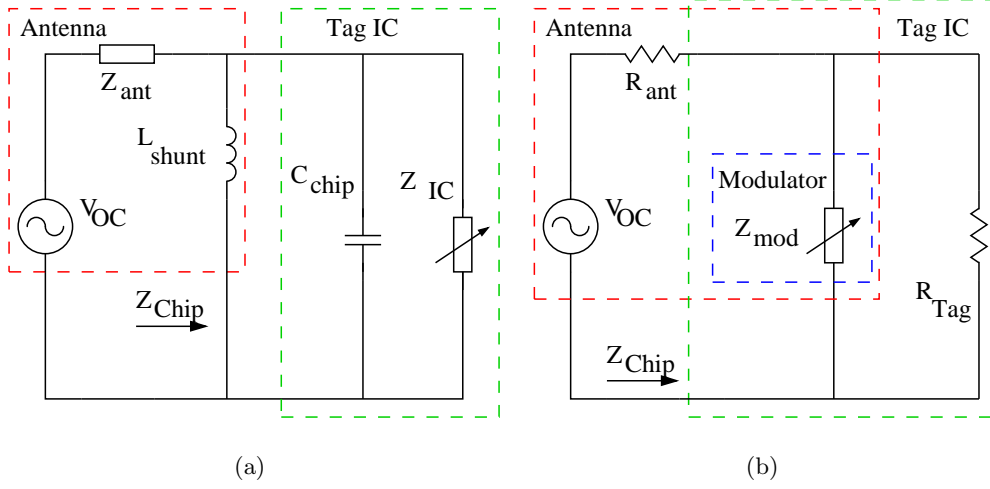 Antenna
Tag IC
Z ant
L shunt
C chip
Z IC
V OC
Z Chip
(a)
Antenna
Tag IC
R ant
Modulator
Z mod
V OC
R Tag
Z Chip
(b)